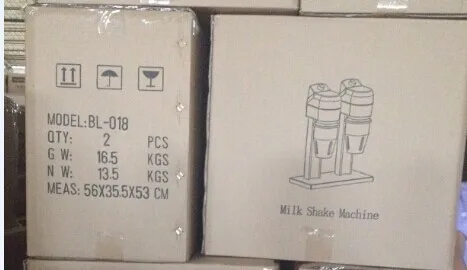 MODEL:BL-018
QTY: 2 PCS
G W: 16.5 KGS
N W: 13.5 KGS
MEAS: 56X35.5X53 CM
Milk Shake Machine